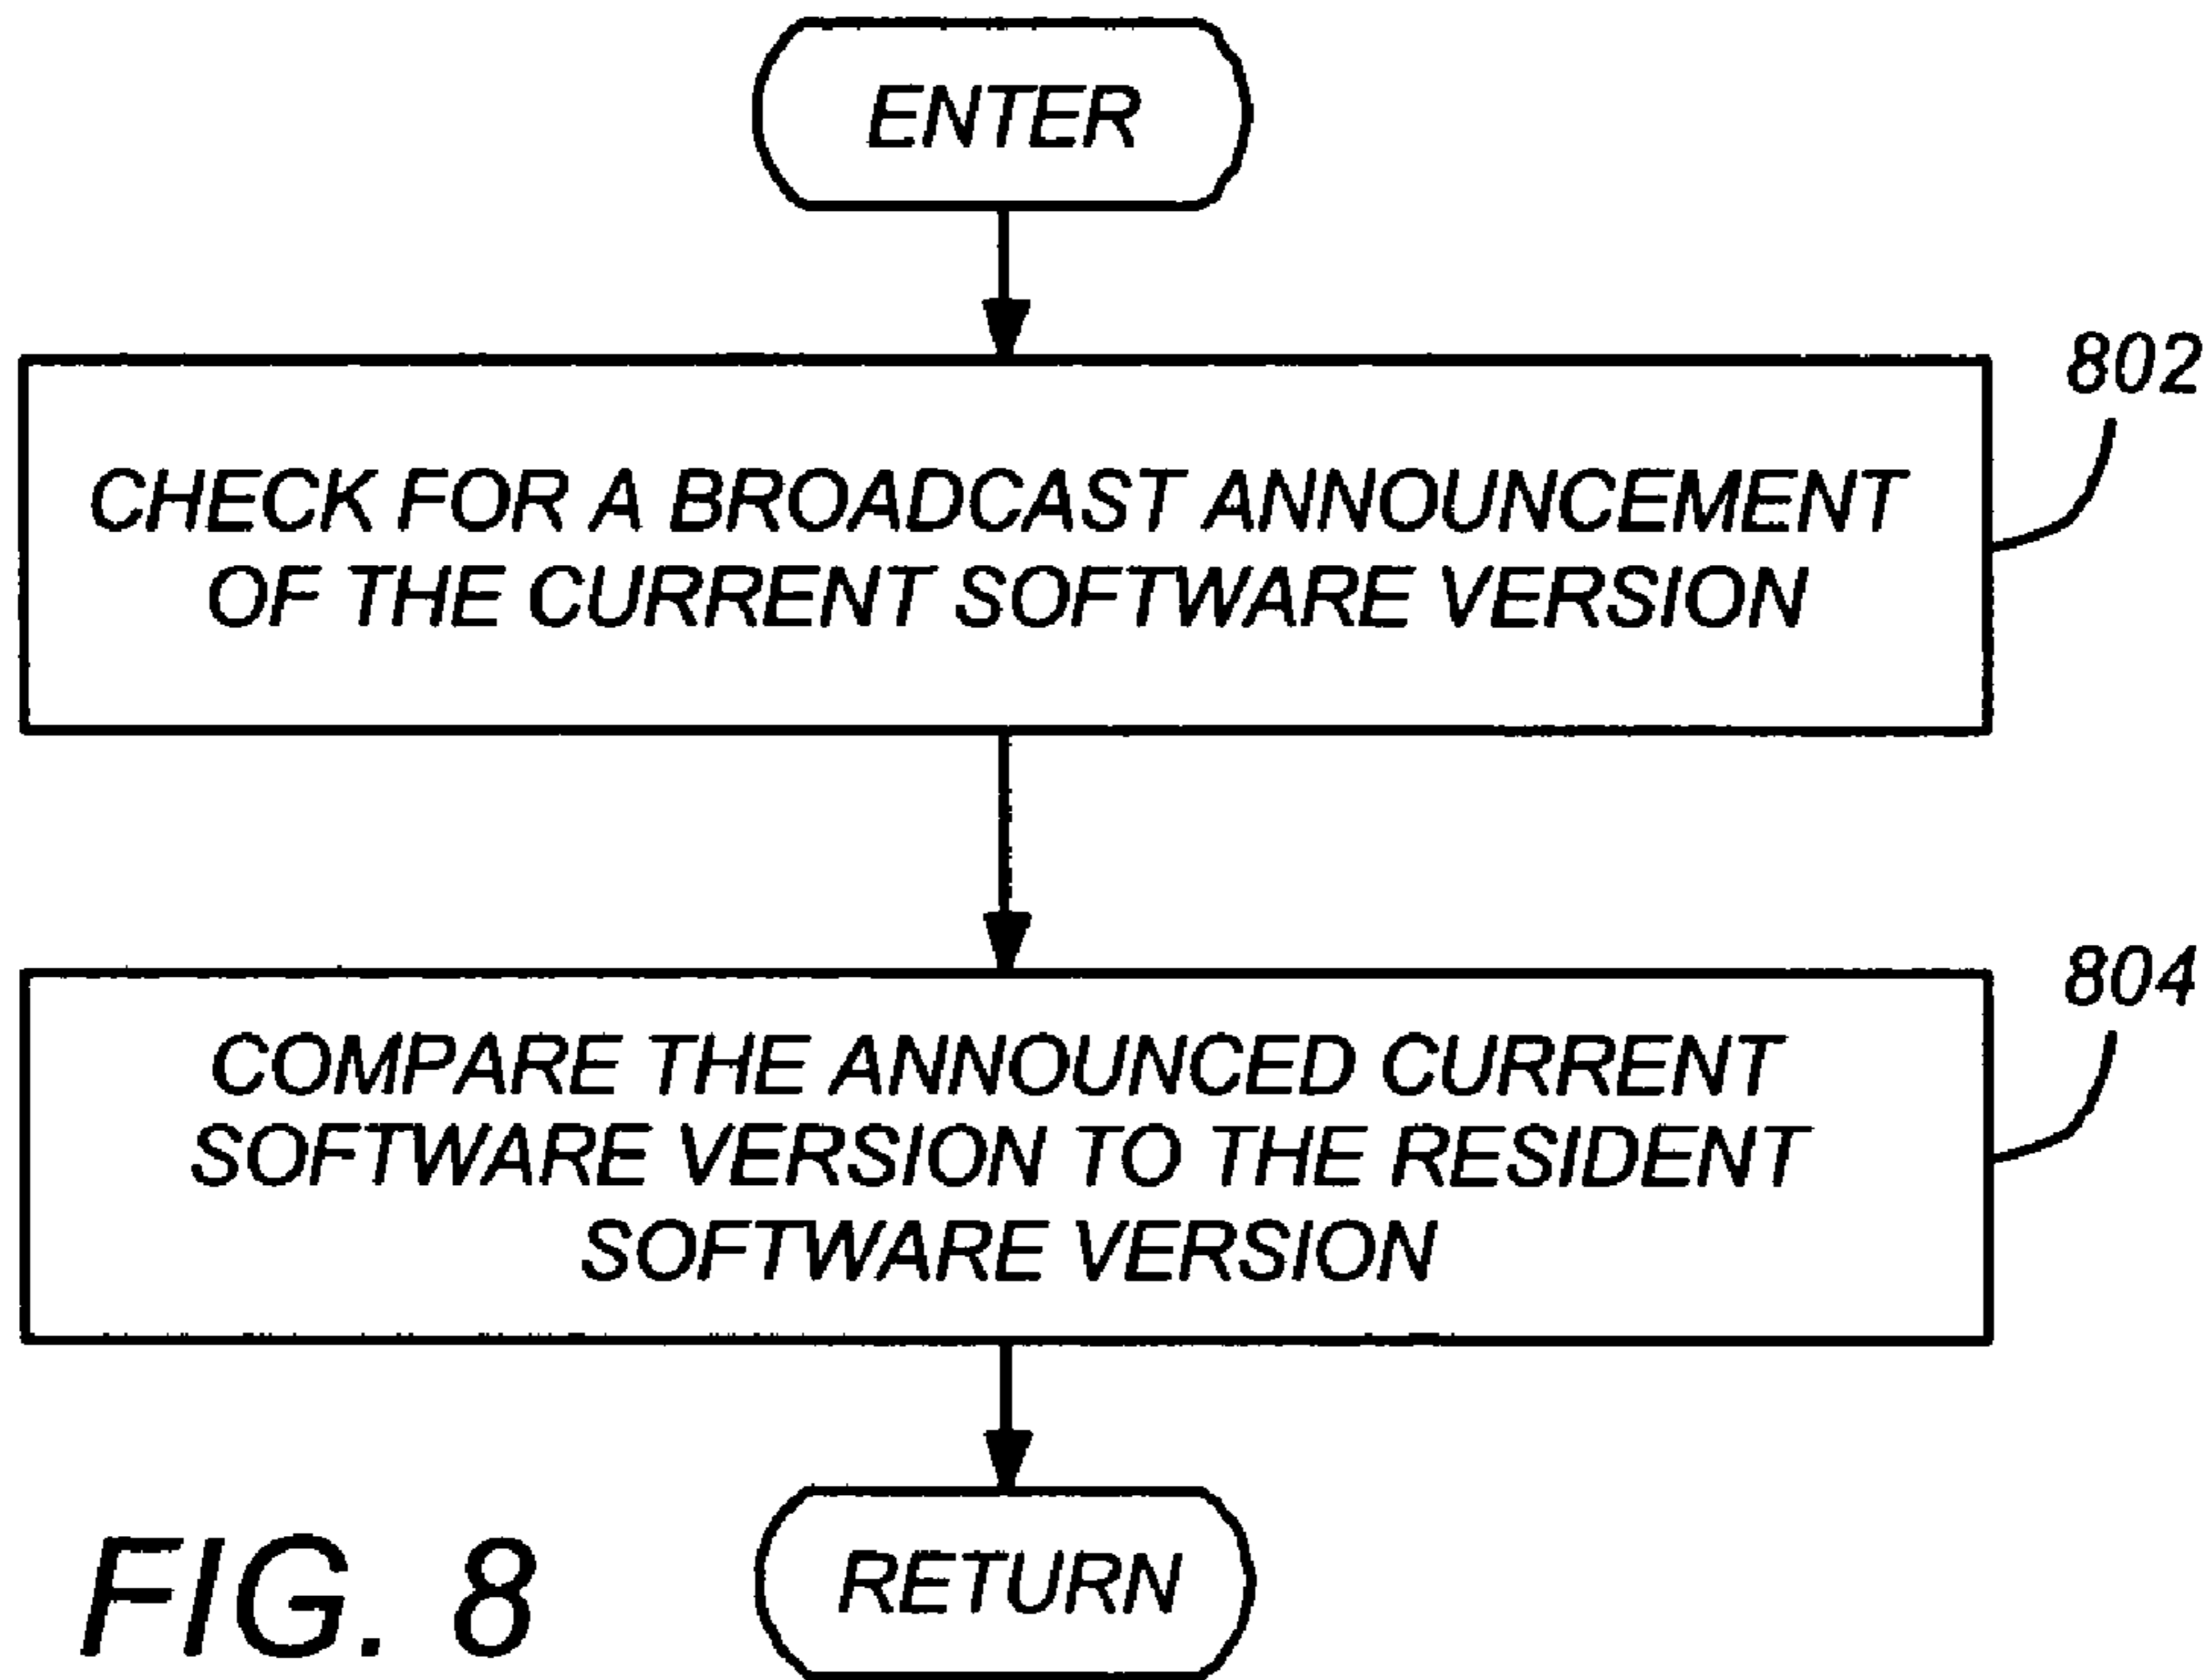 ENTER
802
CHECK FOR A BROADCAST ANNOUNCEMENT
OF THE CURRENT SOFTWARE VERSION
804
COMPARE THE ANNOUNCED CURRENT
SOFTWARE VERSION TO THE RESIDENT
SOFTWARE VERSION
RETURN
FIG. 8